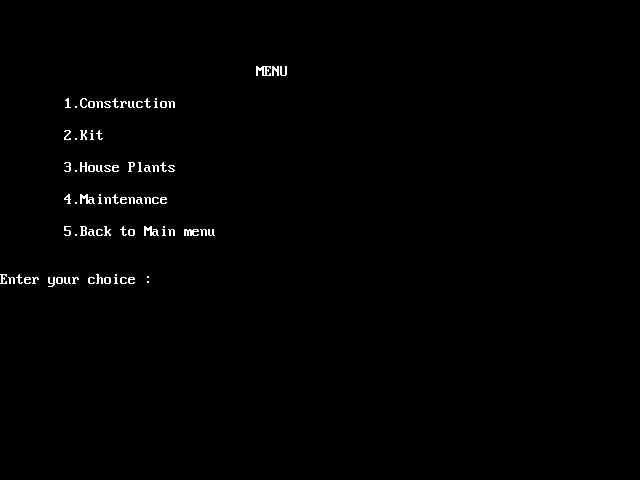 MENU
1.Construction
2.Kit
3.House Plants
4.Maintenance
5.Back to Main menu
Enter your choice :